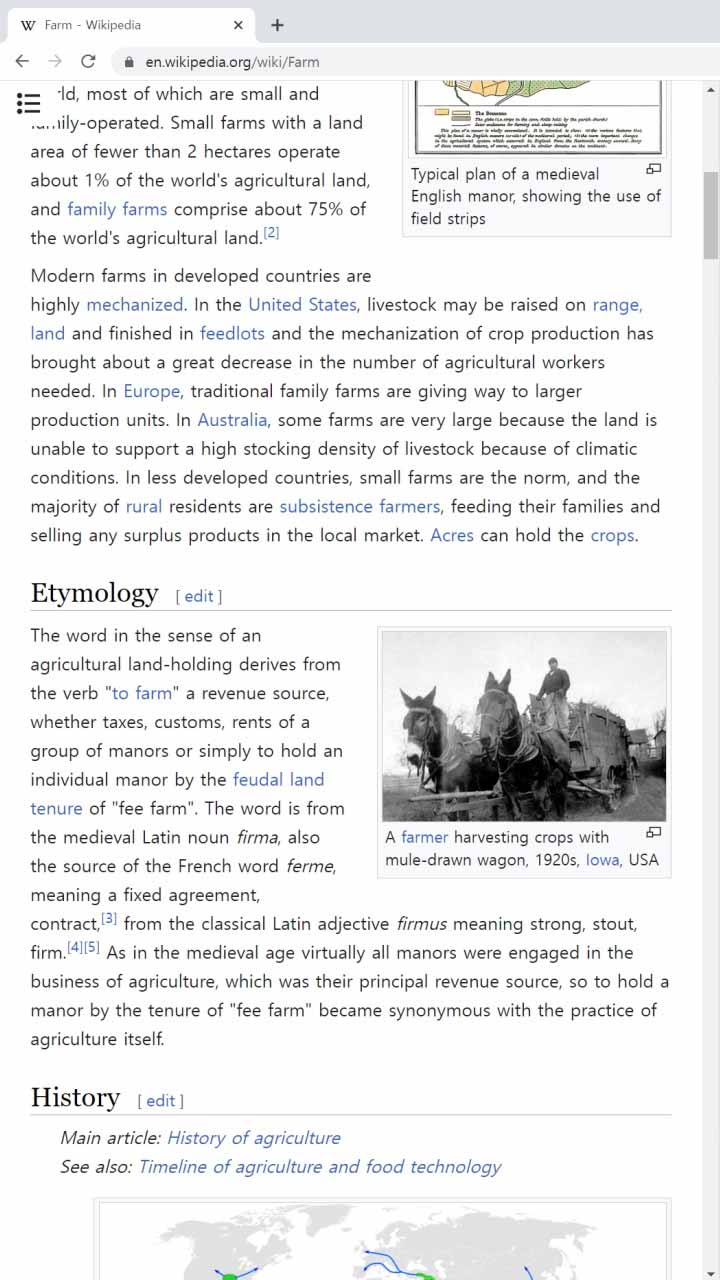 W Farm - Wikipedia
en.wikipedia.org/wiki/Farm
rld, most of which are small and
family-operated. Small farms with a land
area of fewer than 2 hectares operate
about 1% of the world's agricultural land,
and family farms comprise about 75% of
the world's agricultural land.[2]
The Demesne
Typical plan of a medieval
English manor, showing the use of
field strips
Modern farms in developed countries are
highly mechanized. In the United States, livestock may be raised on range,
land and finished in feedlots and the mechanization of crop production has
brought about a great decrease in the number of agricultural workers
needed. In Europe, traditional family farms are giving way to larger
production units. In Australia, some farms are very large because the land is
unable to support a high stocking density of livestock because of climatic
conditions. In less developed countries, small farms are the norm, and the
majority of rural residents are subsistence farmers, feeding their families and
selling any surplus products in the local market. Acres can hold the crops.
Etymology [ edit ]
The word in the sense of an
agricultural land-holding derives from
the verb "to farm" a revenue source,
whether taxes, customs, rents of a
group of manors or simply to hold an
individual manor by the feudal land
tenure of "fee farm". The word is from
the medieval Latin noun firma, also
the source of the French word ferme,
meaning a fixed agreement,
contract,[3] from the classical Latin adjective firmus meaning strong, stout,
firm.[4][5] As in the medieval age virtually all manors were engaged in the
business of agriculture, which was their principal revenue source, so to hold a
manor by the tenure of "fee farm" became synonymous with the practice of
agriculture itself.
A farmer harvesting crops with
mule-drawn wagon, 1920s, Iowa, USA
History [ edit ]
Main article: History of agriculture
See also: Timeline of agriculture and food technology